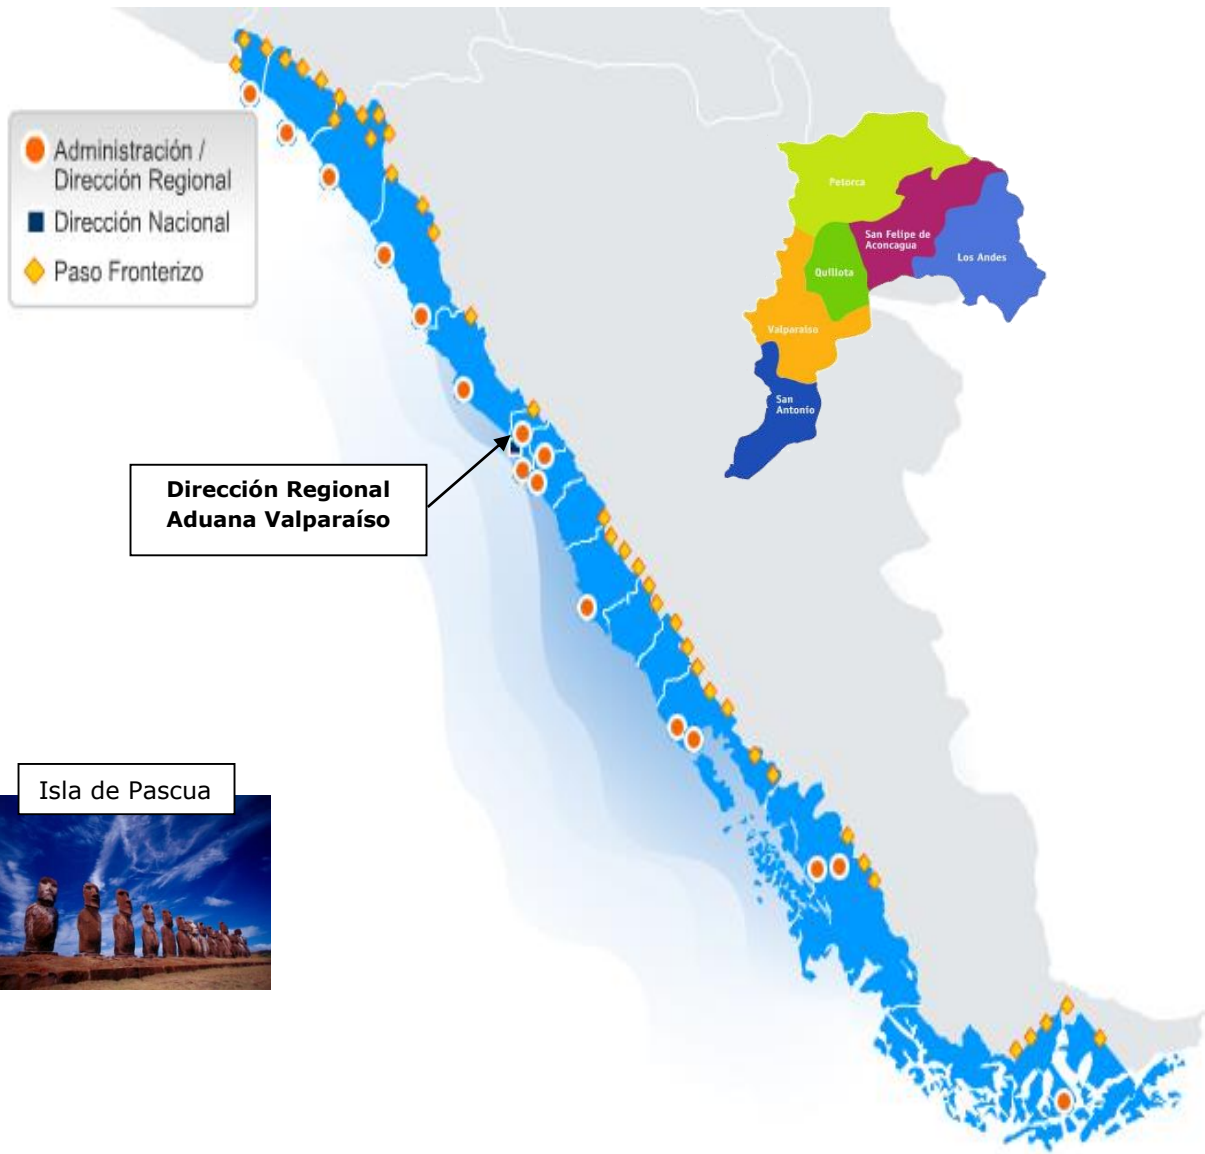 Administración /
Dirección Regional
Dirección Nacional
Paso Fronterizo
Petorca
San Felipe de
Aconcagua
Los Andes
Quillota
Valparaíso
San
Antonio
Dirección Regional
Aduana Valparaíso
Isla de Pascua